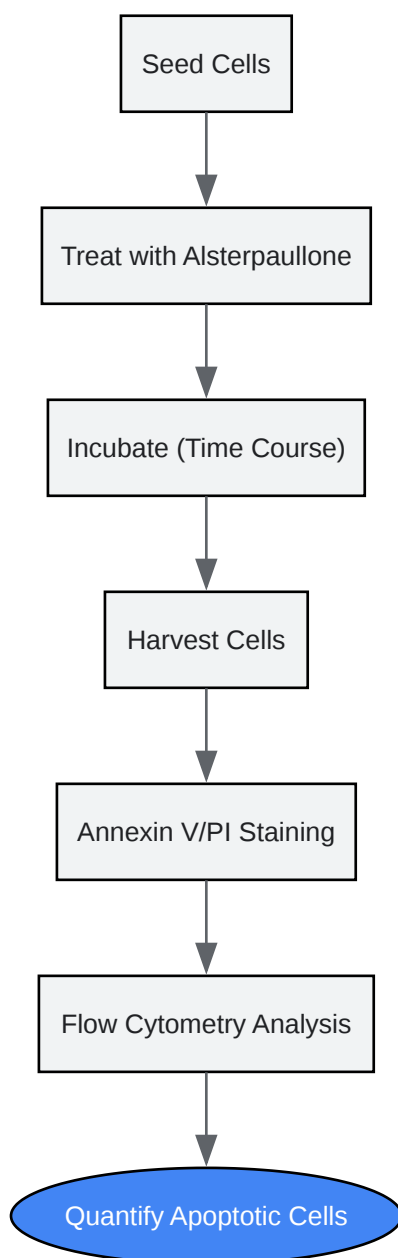 Seed Cells
Treat with Alsterpaullone
Incubate (Time Course)
Harvest Cells
Annexin V/PI Staining
Flow Cytometry Analysis
Quantify Apoptotic Cells